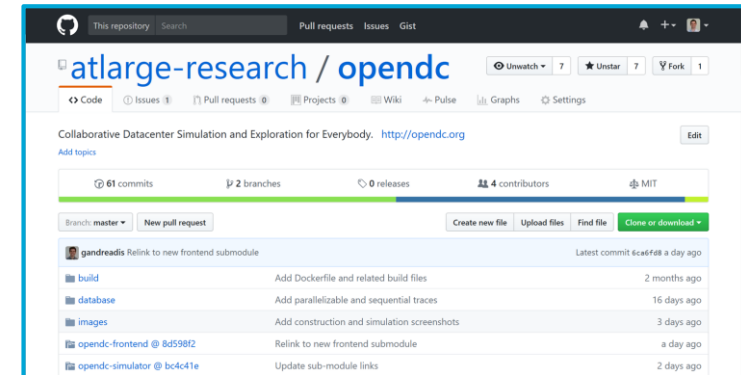 This repository Search Pull requests Issues Gist
atlarge-research / opendc Unwatch 7 Unstar 7 Fork 1
Code Issues 1 Pull requests 0 Projects 0 Wiki Pulse Graphs Settings
Collaborative Datacenter Simulation and Exploration for Everybody. http://opendc.org Edit
Add topics
61 commits 2 branches 0 releases 4 contributors MIT
Branch: master New pull request Create new file Upload files Find file Clone or download
gandreadis Relink to new frontend submodule Latest commit 6ca6fd8 a day ago
build Add Dockerfile and related build files 2 months ago
database Add parallelizable and sequential traces 16 days ago
images Add construction and simulation screenshots 3 days ago
opendc-frontend @ 8d598f2 Relink to new frontend submodule a day ago
opendc-simulator @ bc4c41e Update sub-module links 2 days ago